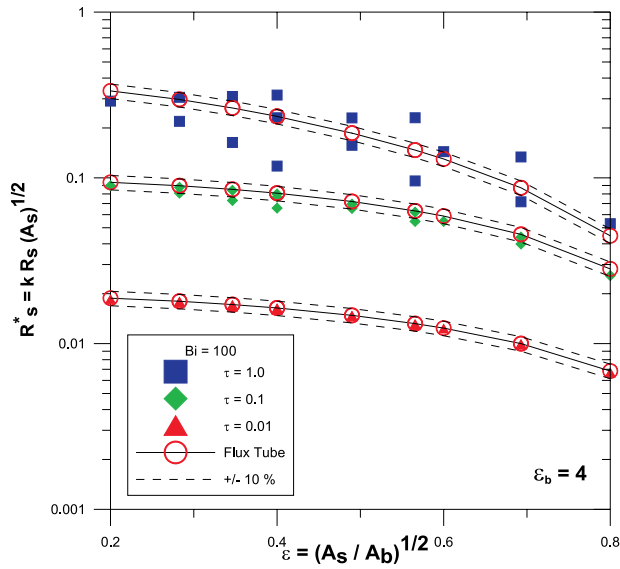 1
0.1
0.01
0.001
R*s = k Rs (As)1/2
Bi = 100
τ = 1.0
τ = 0.1
τ = 0.01
Flux Tube
+/- 10 %
εb = 4
0.2
0.4
0.6
0.8
ε = (As / Ab)1/2